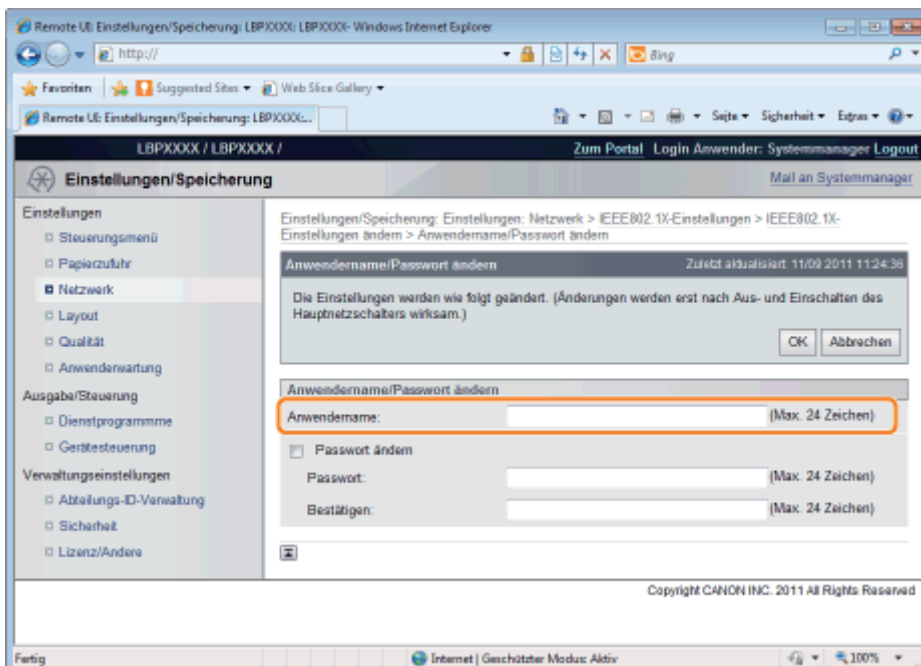 Remote UI: Einstellungen/Speicherung: LBPXXXX: LBPXXXX- Windows Internet Explorer
http://
Bing
Favoriten Suggested Sites Web Slice Gallery
Remote UI: Einstellungen/Speicherung: LBPXXXX:... Seite Sicherheit Extras
LBPXXXX / LBPXXXX / Zum Portal Login Anwender: Systemmanager Logout
Einstellungen/Speicherung Mail an Systemmanager
Einstellungen
Steuerungsmenü
Papierzufuhr
Netzwerk
Layout
Qualität
Anwenderwartung
Ausgabe/Steuerung
Dienstprogrammme
Gerätesteuerung
Verwaltungseinstellungen
Abteilungs-ID-Verwaltung
Sicherheit
Lizenz/Andere
Einstellungen/Speicherung: Einstellungen: Netzwerk > IEEE802.1X-Einstellungen > IEEE802.1X-
Einstellungen ändern > Anwendername/Passwort ändern
Anwendername/Passwort ändern Zuletzt aktualisiert: 11/09 2011 11:24:36
Die Einstellungen werden wie folgt geändert. (Änderungen werden erst nach Aus- und Einschalten des
Hauptnetzschalters wirksam.)
OK Abbrechen
Anwendername/Passwort ändern
Anwendername: (Max. 24 Zeichen)
Passwort ändern
Passwort: (Max. 24 Zeichen)
Bestätigen: (Max. 24 Zeichen)
Copyright CANON INC. 2011 All Rights Reserved
Fertig Internet | Geschützter Modus: Aktiv 100%